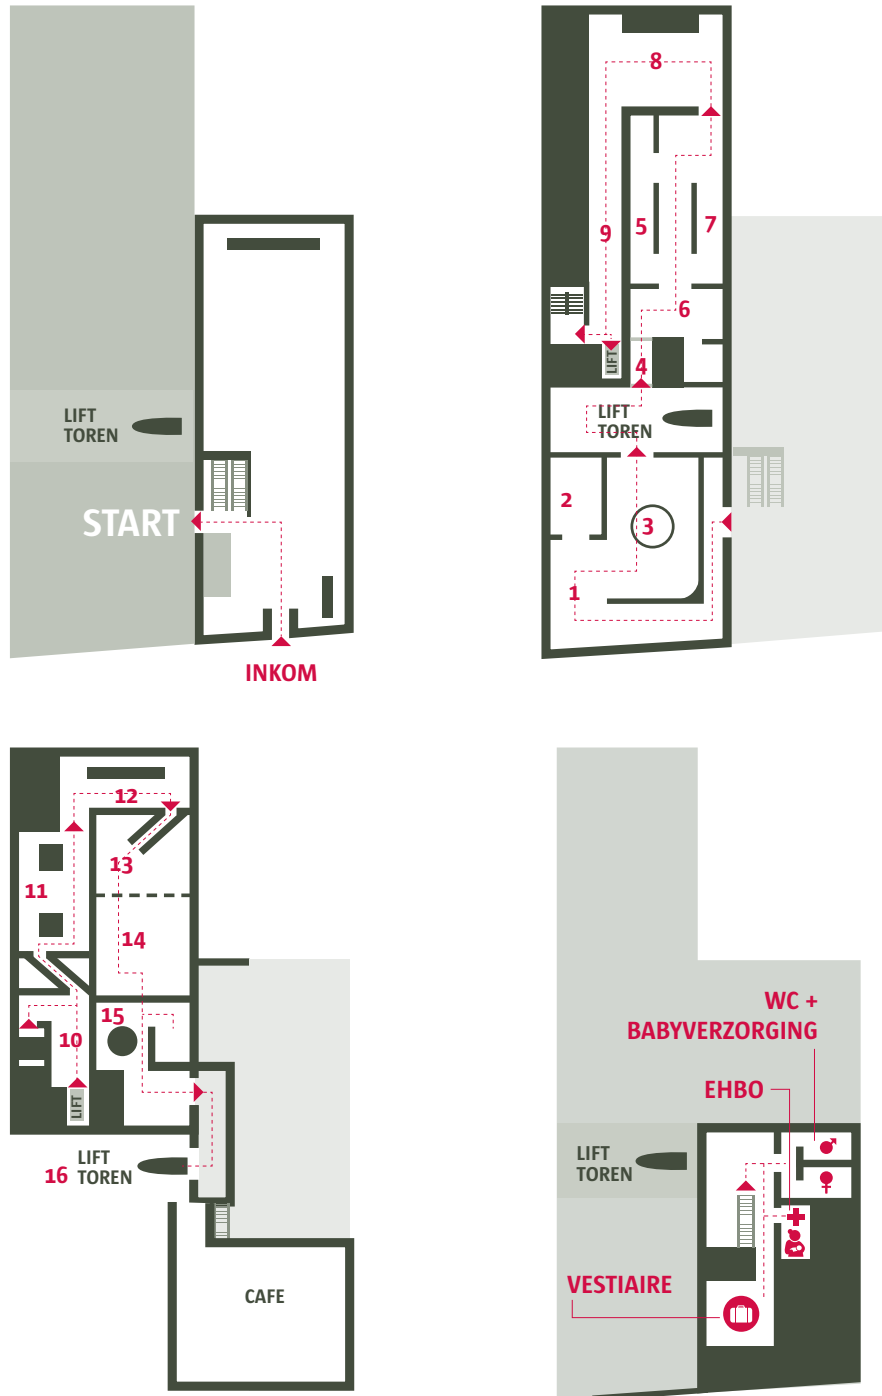 LIFT
TOREN
START
INKOM
8
5
7
9
6
LIFT
4
LIFT
TOREN
2
3
1
12
13
11
14
15
10
LIFT
16
LIFT
TOREN
CAFE
WC +
BABYVERZORGING
EHBO
LIFT
TOREN
VESTIAIRE